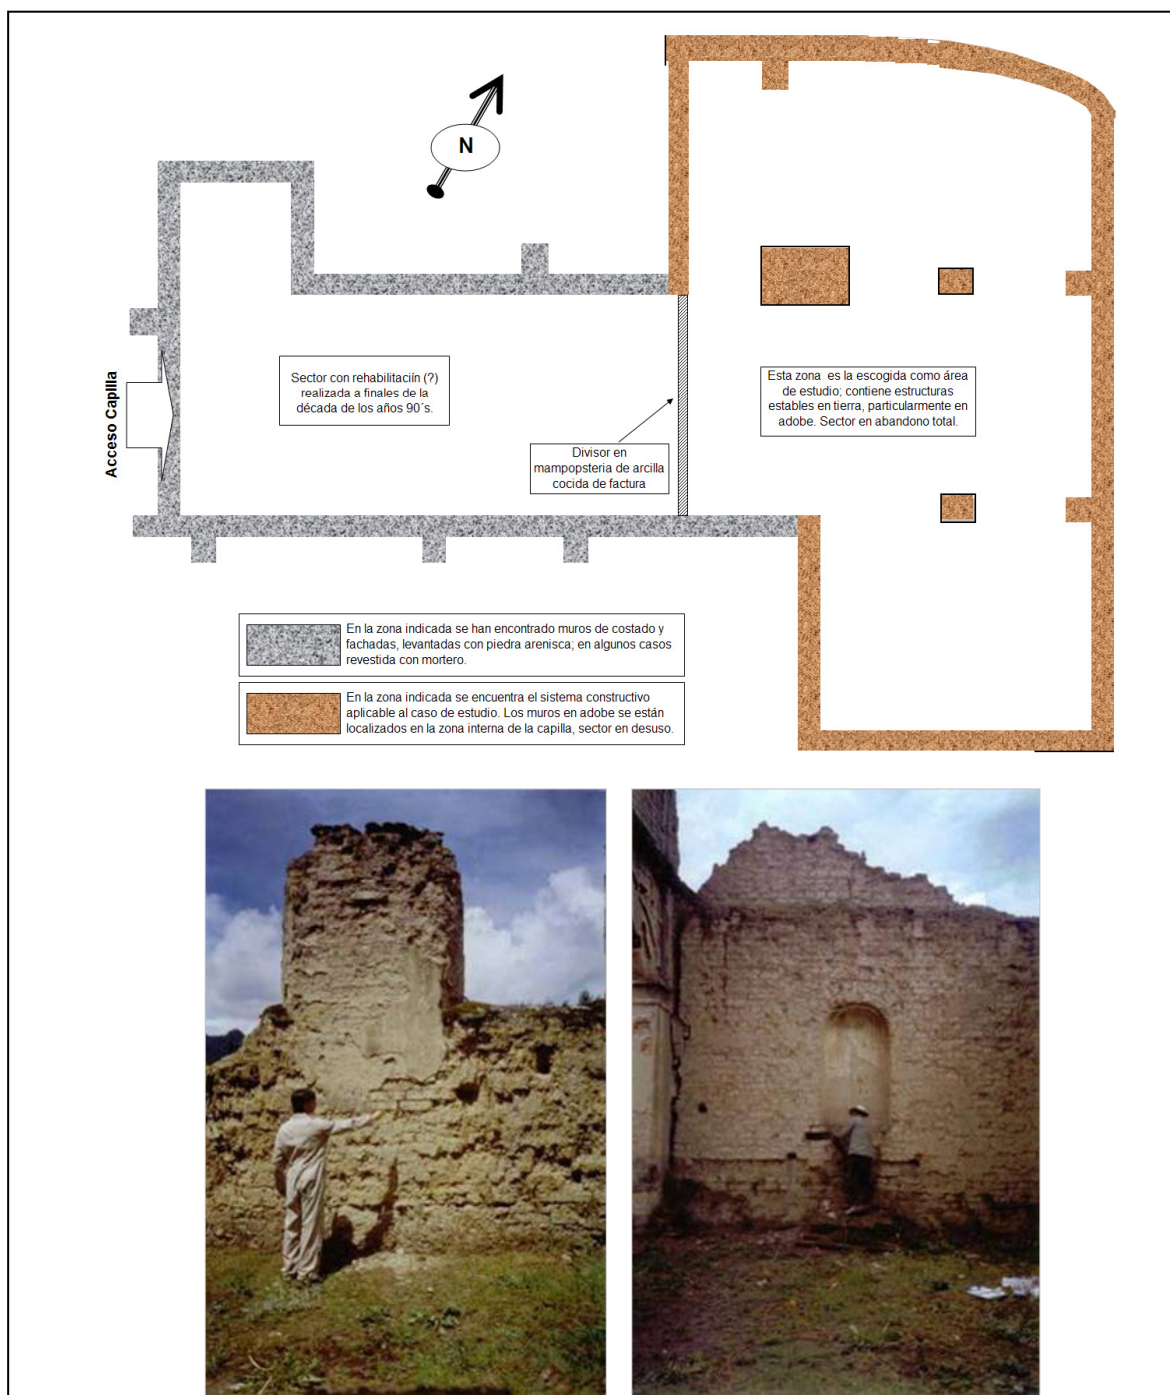 N
Acceso Capllla
Sector con rehabilitaciín (?)
realizada a finales de la
década de los años 90´s.
Esta zona es la escogida como área
de estudio; contiene estructuras
estables en tierra, particularmente en
adobe. Sector en abandono total.
Divisor en
mampopsteria de arcilla
cocida de factura
En la zona indicada se han encontrado muros de costado y
fachadas, levantadas con piedra arenisca; en algunos casos
revestida con mortero.
En la zona indicada se encuentra el sistema constructivo
aplicable al caso de estudio. Los muros en adobe se están
localizados en la zona interna de la capilla, sector en desuso.